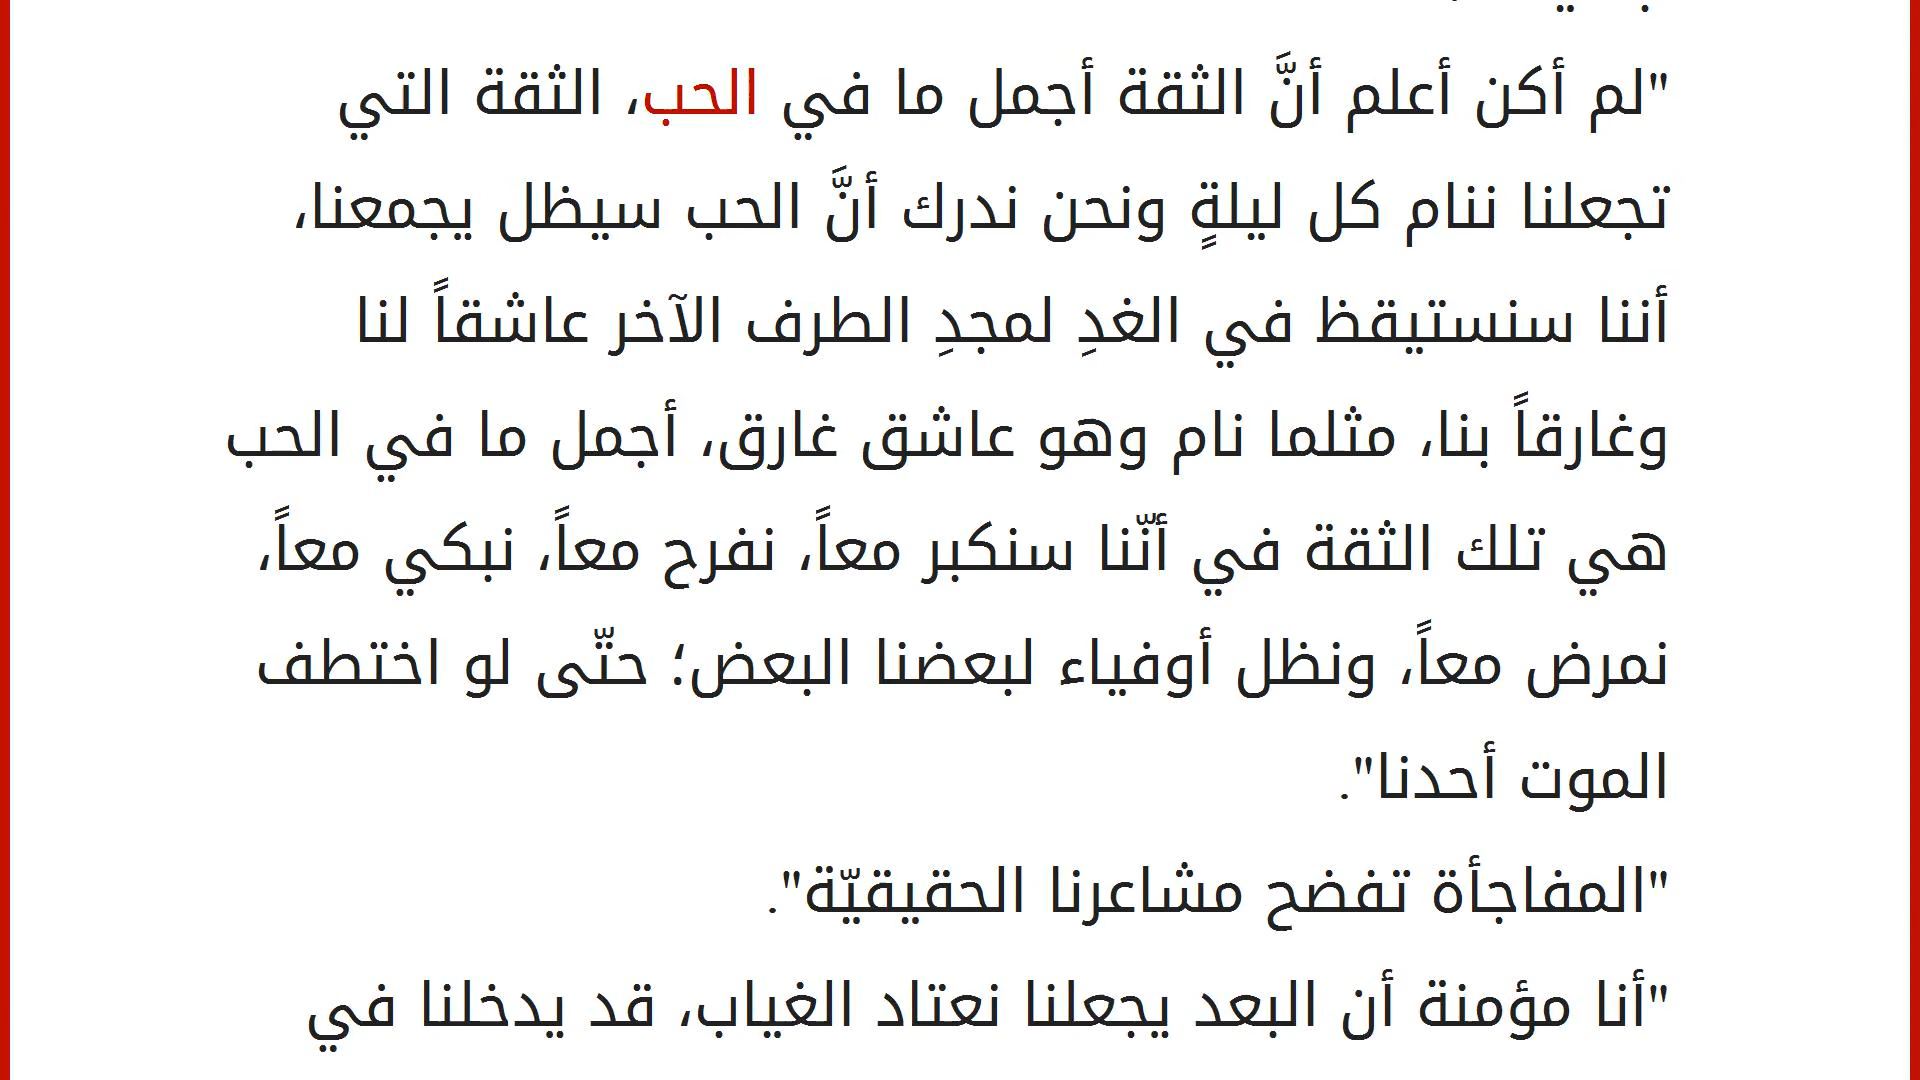 "لم أكن أعلم أنَّ الثقة أجمل ما في الحب، الثقة التي
تجعلنا ننام كل ليلةٍ ونحن ندرك أنَّ الحب سيظل يجمعنا،
أننا سنستيقظ في الغدِ لمجدِ الطرف الآخر عاشقاً لنا
وغارقاً بنا، مثلما نام وهو عاشق غارق، أجمل ما في الحب
هي تلك الثقة في أنّنا سنكبر معاً، نفرح معاً، نبكي معاً،
نمرض معاً، ونظل أوفياء لبعضنا البعض؛ حتّى لو اختطف
الموت أحدنا".
"المفاجأة تفضح مشاعرنا الحقيقيّة".
"أنا مؤمنة أن البعد يجعلنا نعتاد الغياب، قد يدخلنا في